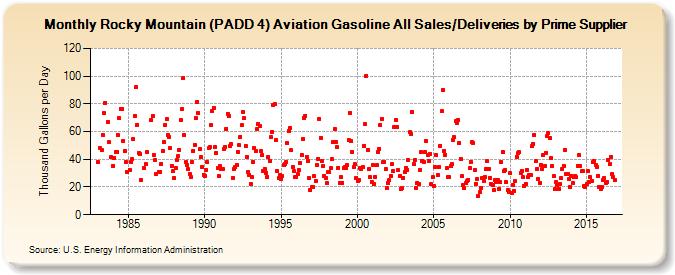 Monthly Rocky Mountain (PADD 4) Aviation Gasoline All Sales/Deliveries by Prime Supplier
Thousand Gallons per Day
120
100
80
60
40
20
0
1985 1990 1995 2000 2005 2010 2015
Source: U.S. Energy Information Administration